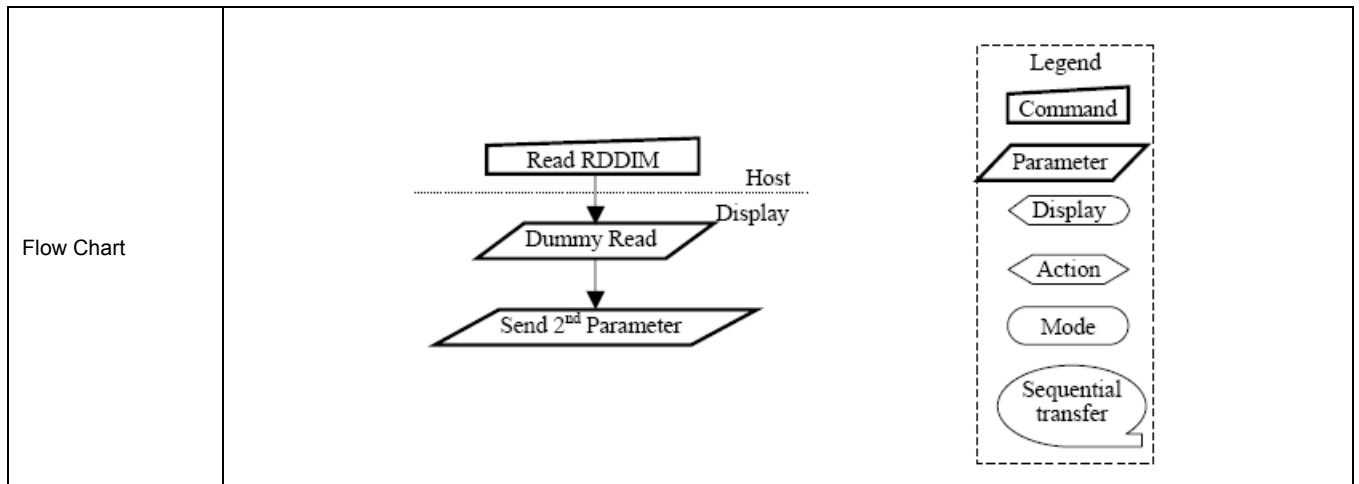 Flow Chart
Read RDDIM
Host
Display
Dummy Read
Send 2nd Parameter
Legend
Command
Parameter
Display
Action
Mode
Sequential
transfer